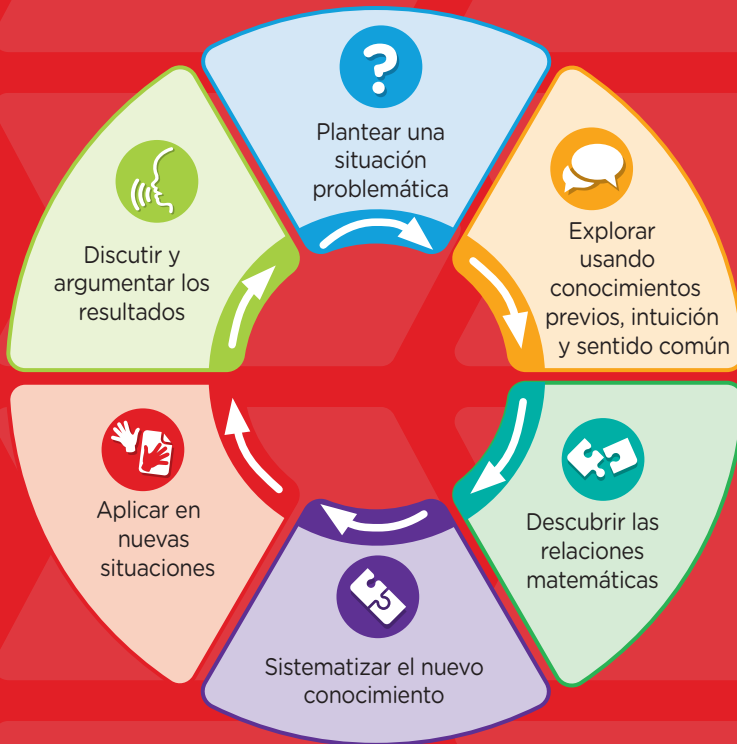 ?
Plantear una
situación
problemática
Explorar
usando
conocimientos
previos, intuición
y sentido común
Descubrir las
relaciones
matemáticas
Sistematizar el nuevo
conocimiento
Aplicar en
nuevas
situaciones
Discutir y
argumentar los
resultados